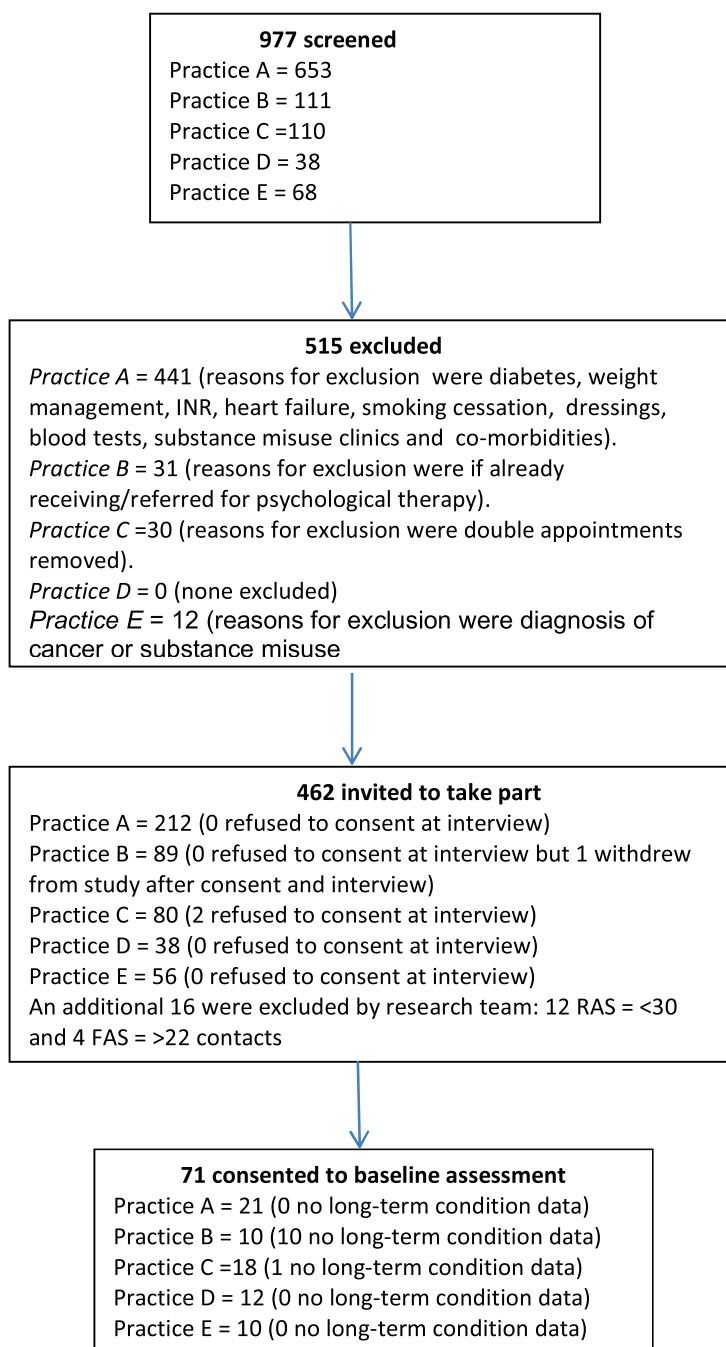 977 screened
Practice A = 653
Practice B = 111
Practice C =110
Practice D = 38
Practice E = 68
515 excluded
Practice A = 441 (reasons for exclusion  were diabetes, weight
management, INR, heart failure, smoking cessation,  dressings,
blood tests, substance misuse clinics and  co-morbidities).
Practice B = 31 (reasons for exclusion were if already
receiving/referred for psychological therapy).
Practice C =30 (reasons for exclusion were double appointments
removed).
Practice D = 0 (none excluded)
Practice E = 12 (reasons for exclusion were diagnosis of
cancer or substance misuse
462 invited to take part
Practice A = 212 (0 refused to consent at interview)
Practice B = 89 (0 refused to consent at interview but 1 withdrew
from study after consent and interview)
Practice C = 80 (2 refused to consent at interview)
Practice D = 38 (0 refused to consent at interview)
Practice E = 56 (0 refused to consent at interview)
An additional 16 were excluded by research team: 12 RAS = <30
and 4 FAS = >22 contacts
71 consented to baseline assessment
Practice A = 21 (0 no long-term condition data)
Practice B = 10 (10 no long-term condition data)
Practice C =18 (1 no long-term condition data)
Practice D = 12 (0 no long-term condition data)
Practice E = 10 (0 no long-term condition data)